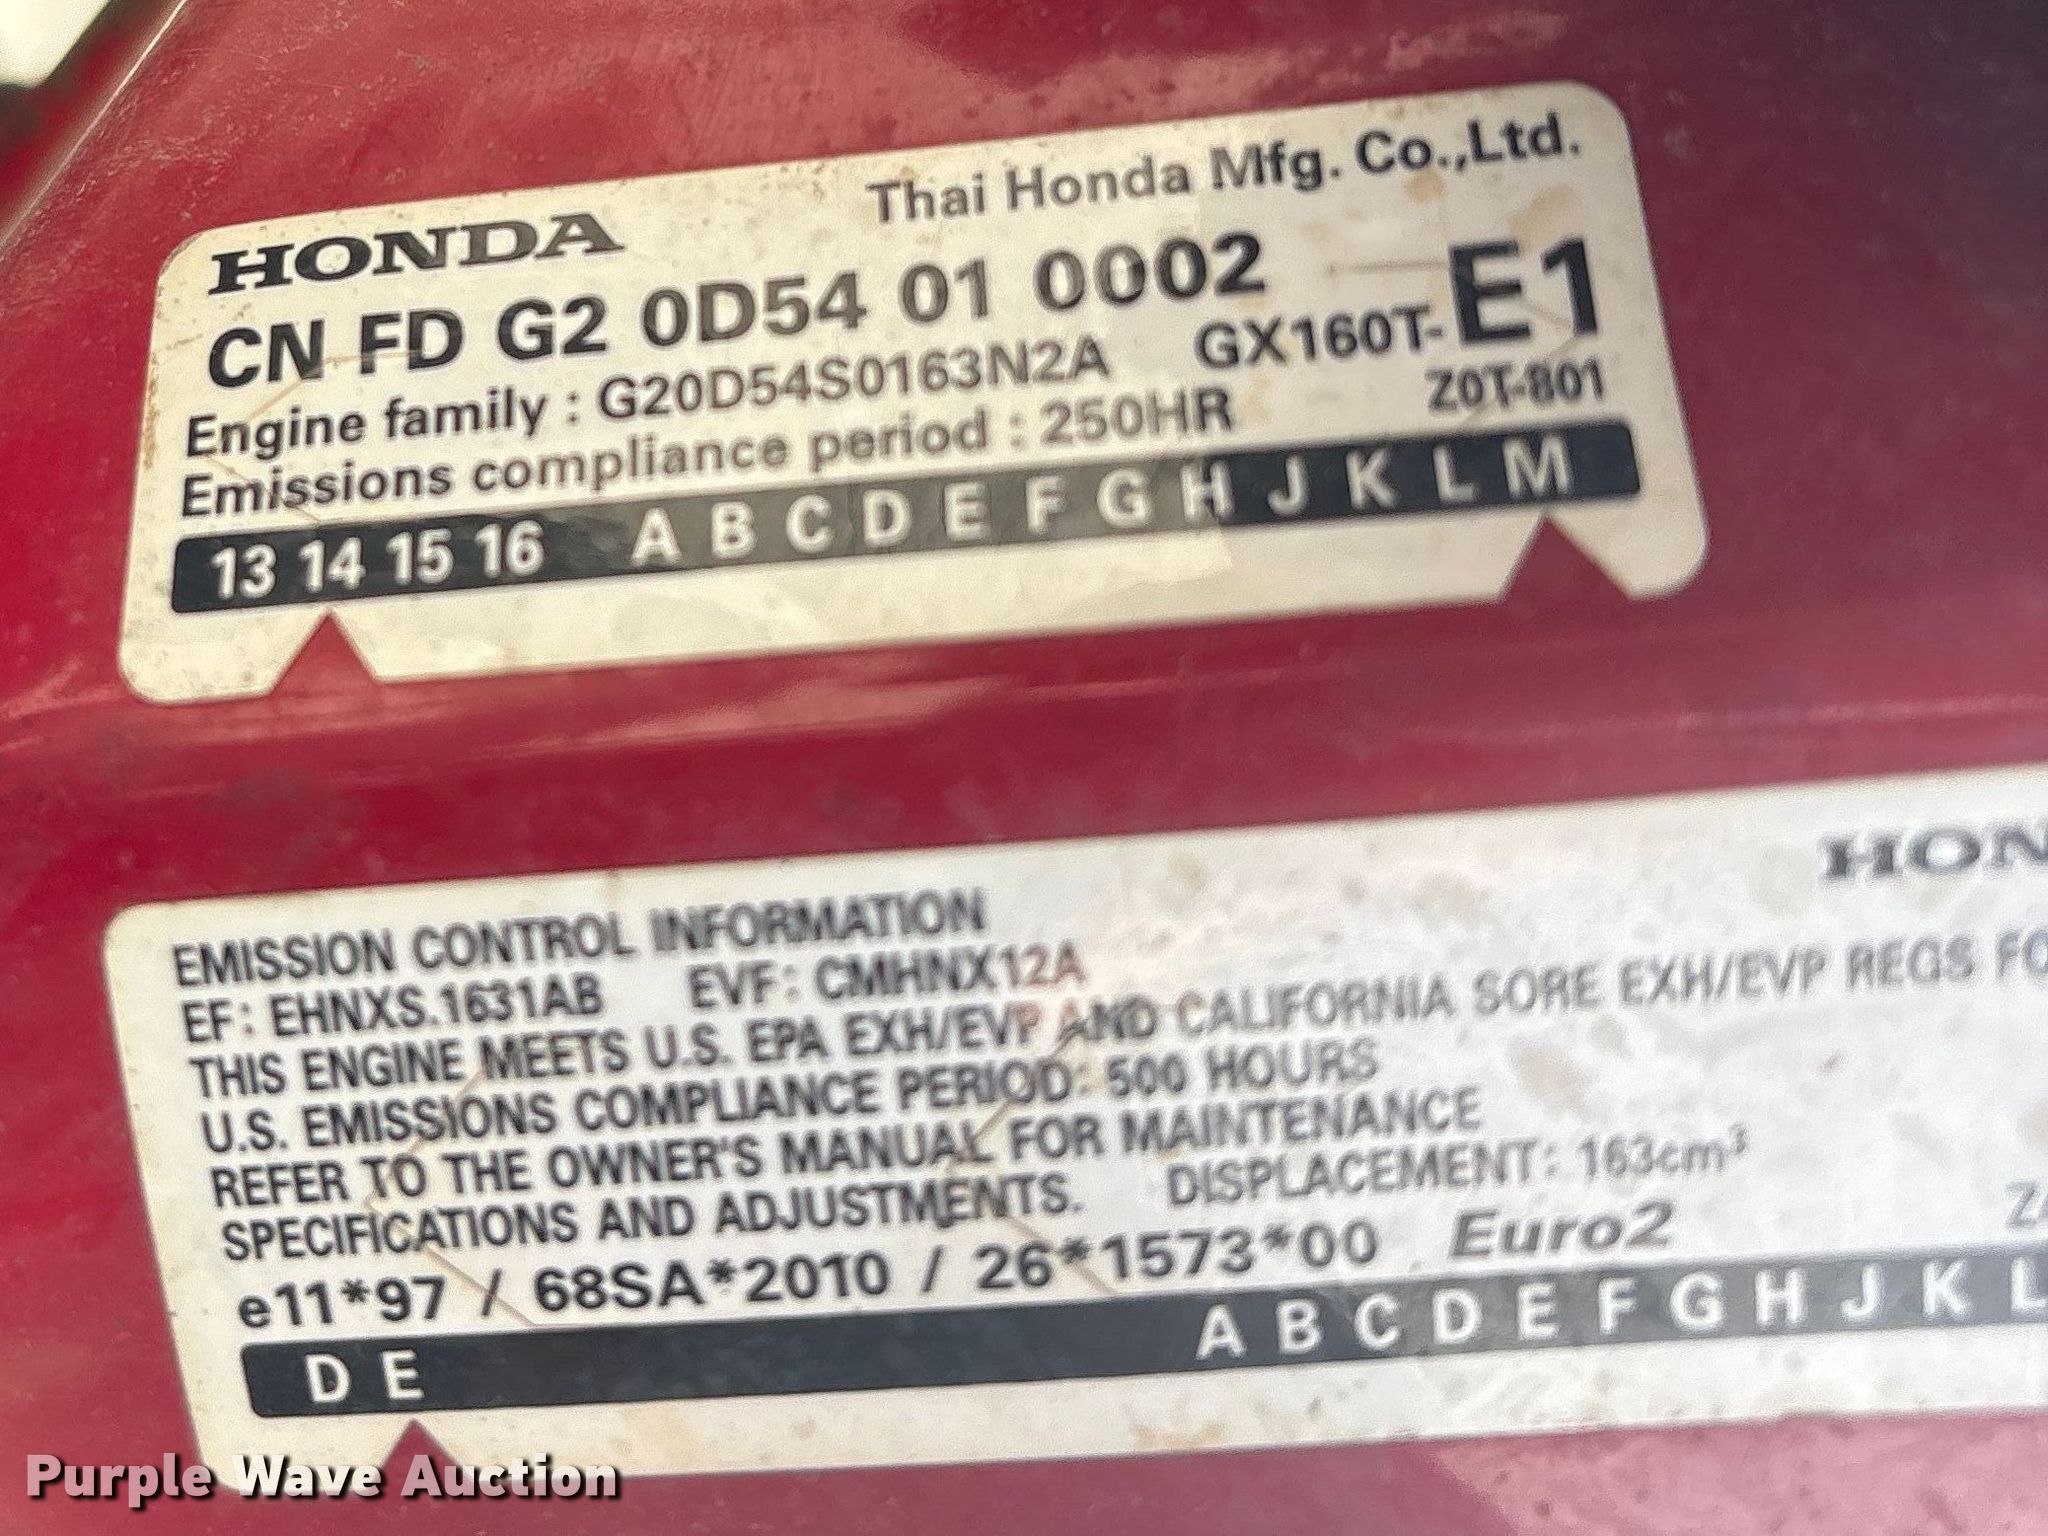 Thai Honda Mfg. Co.,Ltd.
HONDA
CN FD G2 0D54 01 0002
E1
Engine family : G20D54S0163N2A GX160T-
Emissions compliance period : 250HR Z0T-801
13 14 15 16 A B C D E F G H J K L M
HON
EMISSION CONTROL INFORMATION
EF: EHNXS.1631AB EVF: CMHNX12A
THIS ENGINE MEETS U.S. EPA EXH/EVP AND CALIFORNIA SORE EXH/EVP REGS FO
U.S. EMISSIONS COMPLIANCE PERIOD: 500 HOURS
REFER TO THE OWNER'S MANUAL FOR MAINTENANCE
SPECIFICATIONS AND ADJUSTMENTS. DISPLACEMENT: 163cm³
e11*97 / 68SA*2010 / 26*1573*00 Euro2
D E A B C D E F G H J K L
Purple Wave Auction